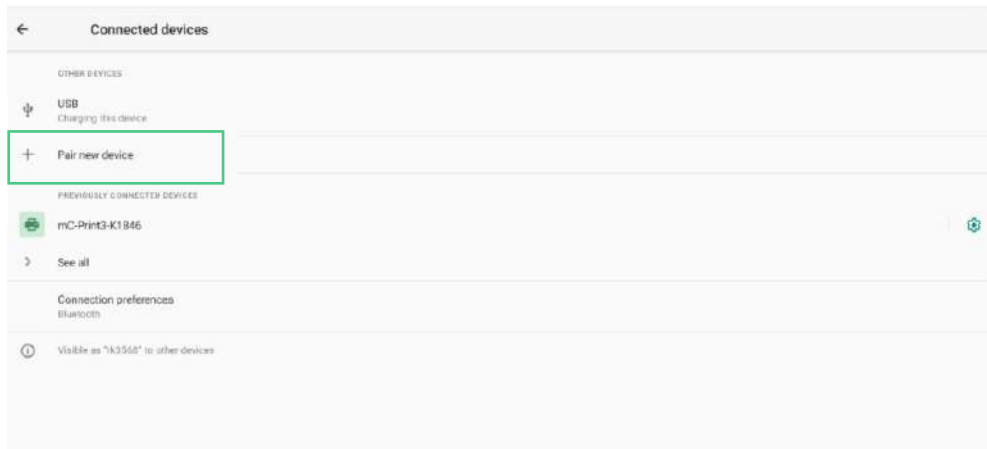 Connected devices
OTHER DEVICES
USB
Charging this device
Pair new device
PREVIOUSLY CONNECTED DEVICES
mC-Print3-K1846
See all
Connection preferences
Bluetooth
Visible as "rk3568" to other devices